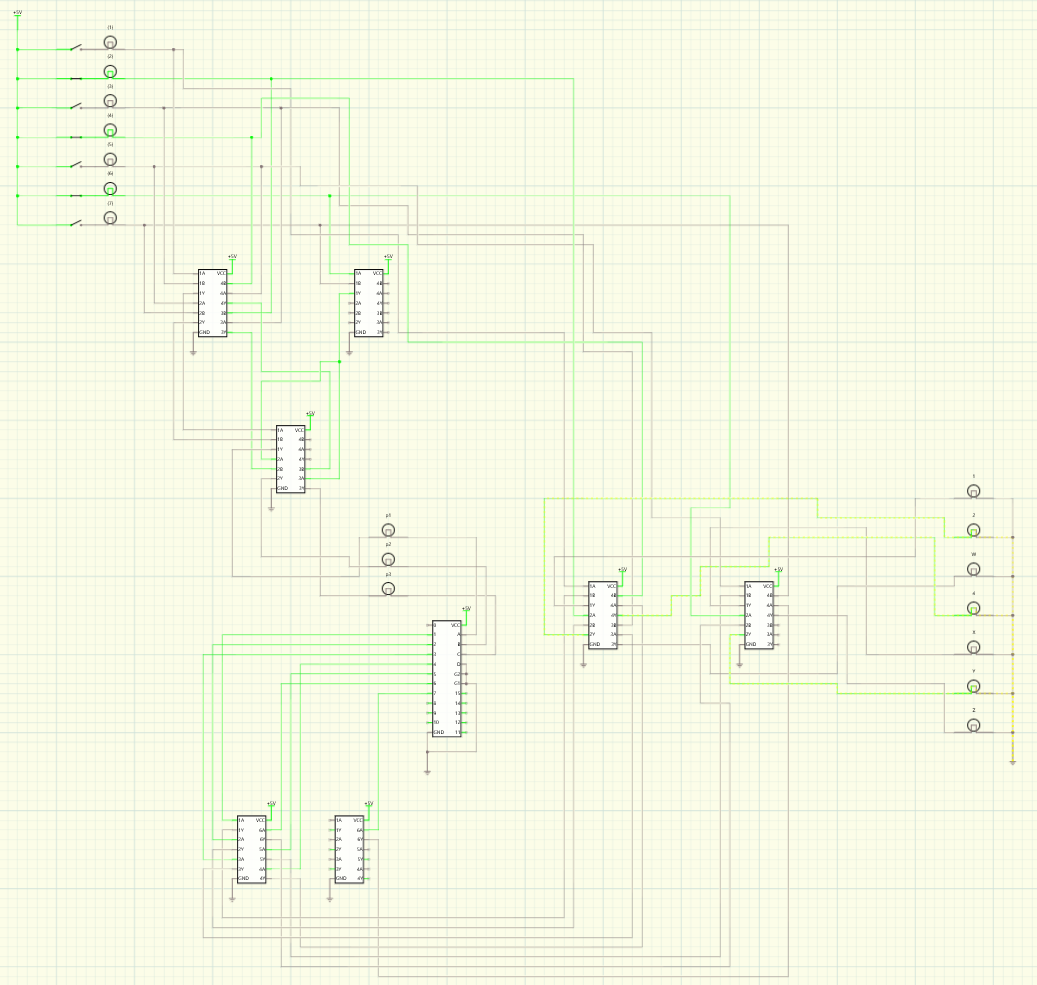 +5V
(1)
(2)
(3)
(4)
(5)
(6)
(7)
+5V
1A VCC
1B 4B
1Y 4A
2A 4Y
2B 3B
2Y 3A
GND 3Y
+5V
1A VCC
1B 4B
1Y 4A
2A 4Y
2B 3B
2Y 3A
GND 3Y
+5V
1A VCC
1B 4B
1Y 4A
2A 4Y
2B 3B
2Y 3A
GND 3Y
p1
p2
p3
+5V
0 VCC
1 A
2 B
3 C
4 D
5 G2
6 G1
7 15
8 14
9 13
10 12
GND 11
+5V
1A VCC
1B 4B
1Y 4A
2A 4Y
2B 3B
2Y 3A
GND 3Y
+5V
1A VCC
1B 4B
1Y 4A
2A 4Y
2B 3B
2Y 3A
GND 3Y
2
W
4
Y
Z
+5V
1A VCC
1Y 6A
2A 6Y
2Y 5A
3A 5Y
3Y 4A
GND 4Y
+5V
1A VCC
1Y 6A
2A 6Y
2Y 5A
3A 5Y
3Y 4A
GND 4Y